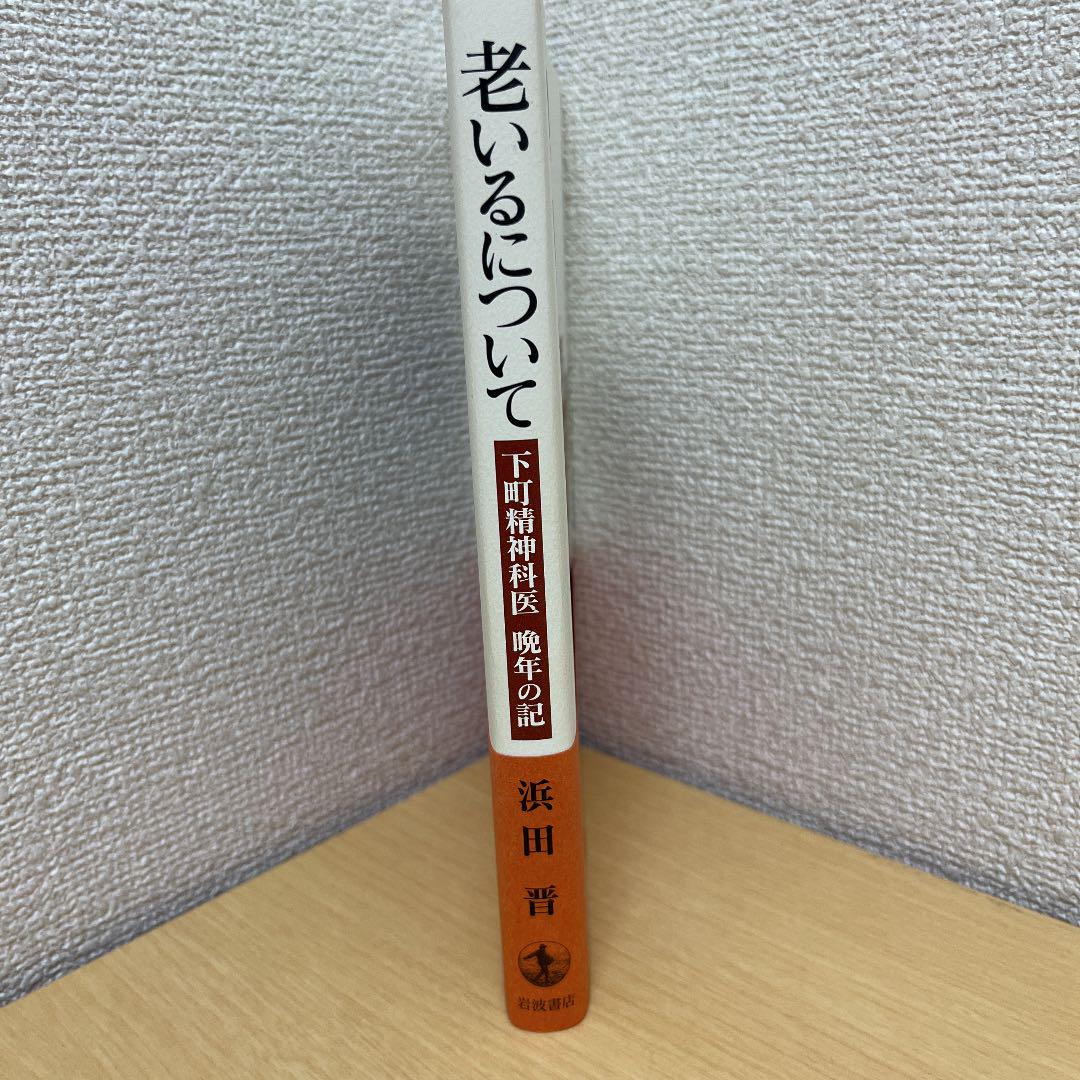 老いるについて
下町精神科医 晩年の記
浜田 晋
岩波書店